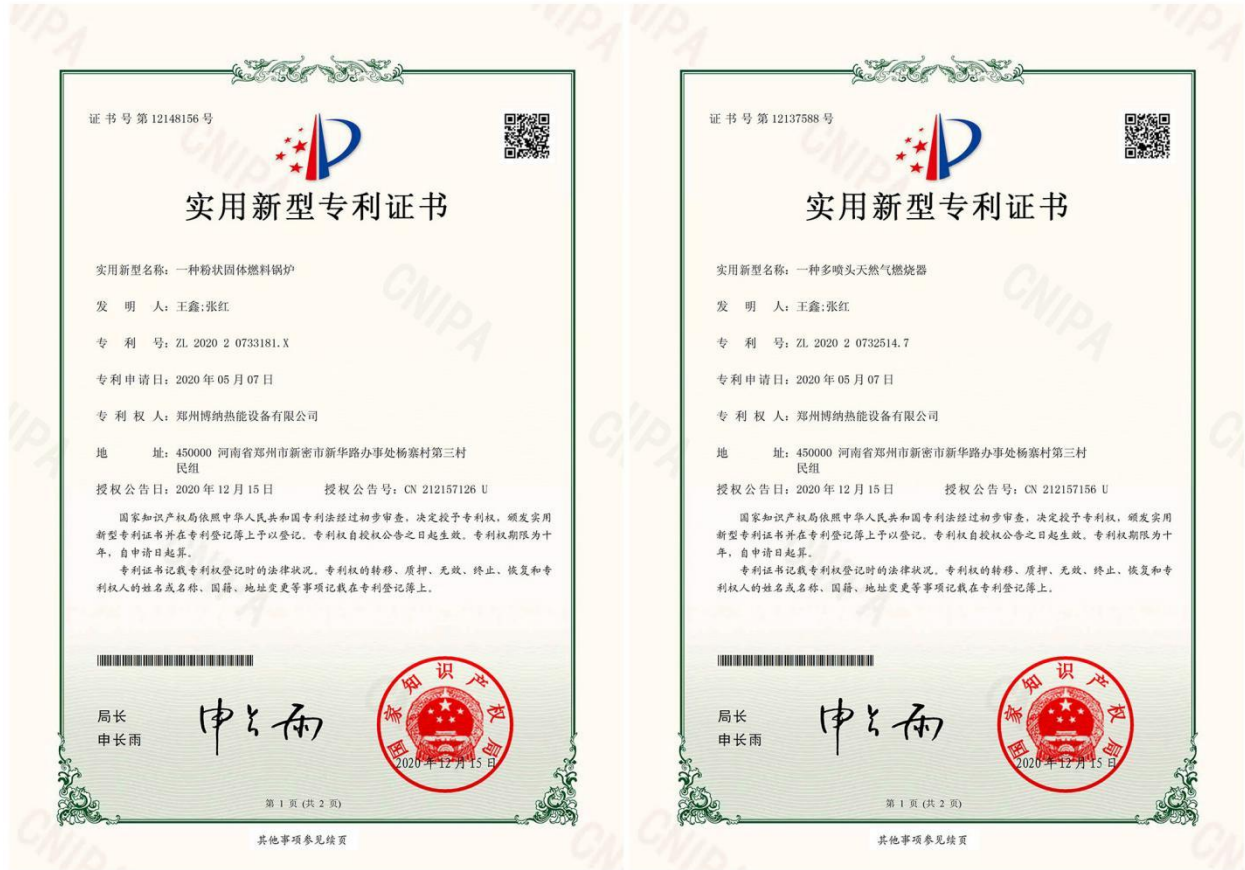 证书号第12148156号
实用新型专利证书
实用新型名称：一种粉状固体燃料锅炉
发明人：王鑫;张红
专利号：ZL 2020 2 0733181.X
专利申请日：2020年05月07日
专利权人：郑州博纳热能设备有限公司
地址：450000 河南省郑州市新密市新华路办事处杨寨村第三村
民组
授权公告日：2020年12月15日 授权公告号：CN 212157126 U
国家知识产权局依照中华人民共和国专利法经过初步审查，决定授予专利权，颁发实用
新型专利证书并在专利登记簿上予以登记。专利权自授权公告之日起生效。专利权期限为十
年，自申请日起算。
专利证书记载专利权登记时的法律状况。专利权的转移、质押、无效、终止、恢复和专
利权人的姓名或名称、国籍、地址变更等事项记载在专利登记簿上。
局长
申长雨
申长雨
国家知识产权局
2020年12月15日
第 1 页 (共 2 页)
其他事项参见续页
证书号第12137588号
实用新型专利证书
实用新型名称：一种多喷头天然气燃烧器
发明人：王鑫;张红
专利号：ZL 2020 2 0732514.7
专利申请日：2020年05月07日
专利权人：郑州博纳热能设备有限公司
地址：450000 河南省郑州市新密市新华路办事处杨寨村第三村
民组
授权公告日：2020年12月15日 授权公告号：CN 212157156 U
国家知识产权局依照中华人民共和国专利法经过初步审查，决定授予专利权，颁发实用
新型专利证书并在专利登记簿上予以登记。专利权自授权公告之日起生效。专利权期限为十
年，自申请日起算。
专利证书记载专利权登记时的法律状况。专利权的转移、质押、无效、终止、恢复和专
利权人的姓名或名称、国籍、地址变更等事项记载在专利登记簿上。
局长
申长雨
申长雨
国家知识产权局
2020年12月15日
第 1 页 (共 2 页)
其他事项参见续页
CNIPA